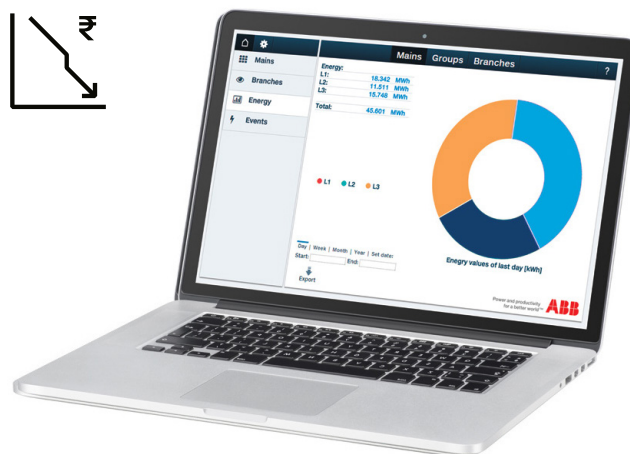 ₹
Mains Groups Branches ?
Mains
Branches
Energy
Events
Energy:
L1: 18.342 MWh
L2: 11.511 MWh
L3: 15.748 MWh
Total: 45.601 MWh
L1 L2 L3
Day | Week | Month | Year | Set date:
Start: End:
Export
Enegry values of last day [kWh]
Power and productivity
for a better world™ ABB